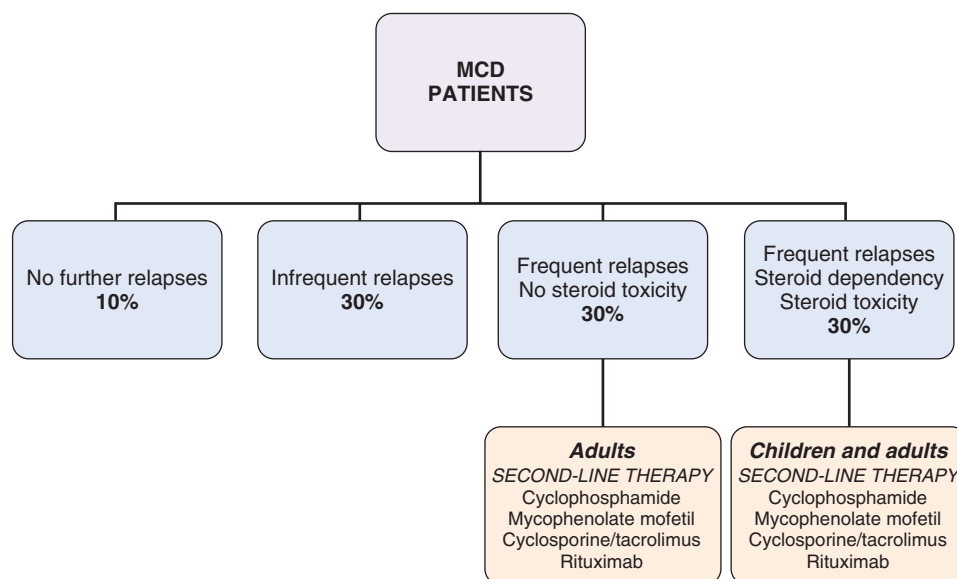 MCD
PATIENTS
No further relapses
10%
Infrequent relapses
30%
Frequent relapses
No steroid toxicity
30%
Frequent relapses
Steroid dependency
Steroid toxicity
30%
Adults
SECOND-LINE THERAPY
Cyclophosphamide
Mycophenolate mofetil
Cyclosporine/tacrolimus
Rituximab
Children and adults
SECOND-LINE THERAPY
Cyclophosphamide
Mycophenolate mofetil
Cyclosporine/tacrolimus
Rituximab